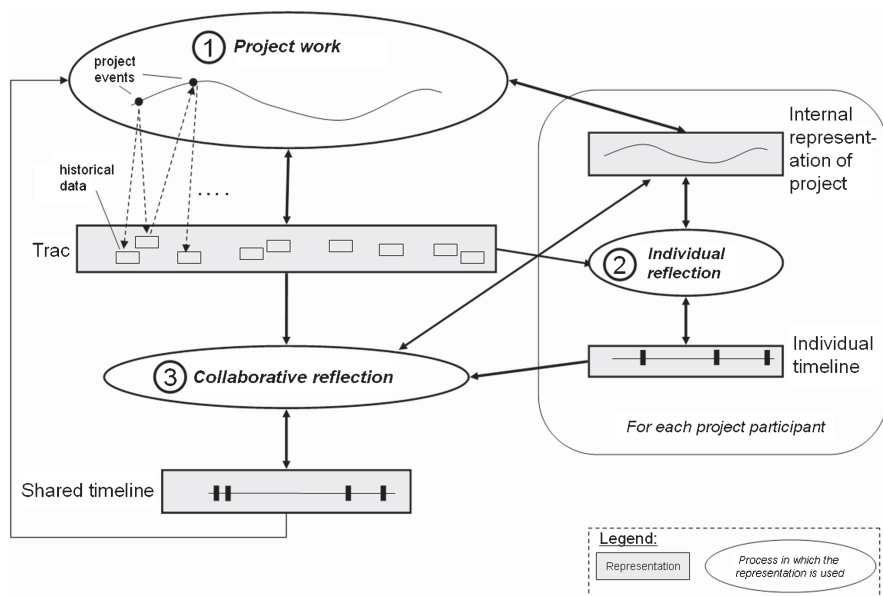 1 Project work
project
events
Internal
represent-
ation of
project
historical
data
....
Trac
2 Individual
reflection
Individual
timeline
3 Collaborative reflection
For each project participant
Shared timeline
Legend:
Representation
Process in which the
representation is used